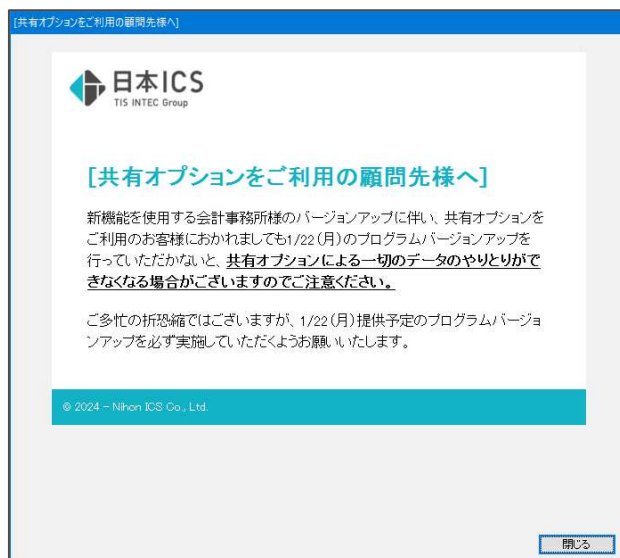 [共有オプションをご利用の顧問先様へ]
日本ICS
TIS INTEC Group
[共有オプションをご利用の顧問先様へ]
新機能を使用する会計事務所様のバージョンアップに伴い、共有オプションを
ご利用のお客様におかれましても1/22(月)のプログラムバージョンアップを
行っていただかないと、共有オプションによる一切のデータのやりとりがで
きなくなる場合がございますのでご注意ください。
ご多忙の折恐縮ではございますが、1/22(月)提供予定のプログラムバージョ
ンアップを必ず実施していただくようお願いいたします。
© 2024 - Nihon ICS Co., Ltd.
閉じる